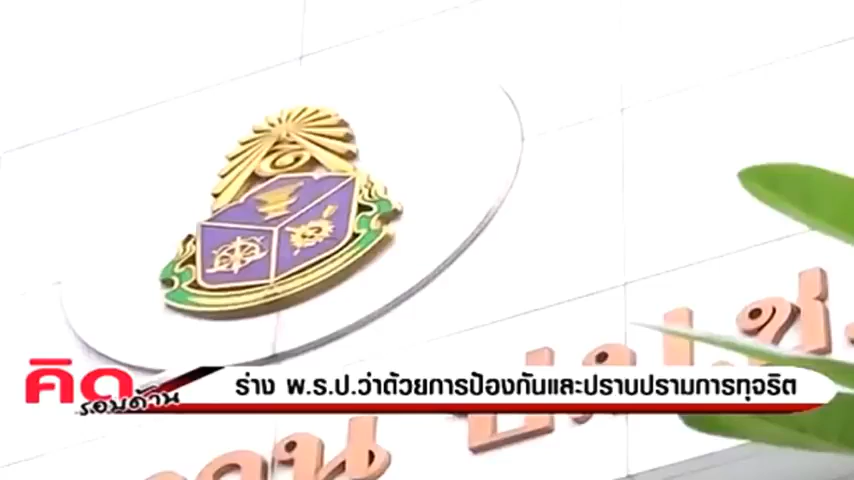 คิด
รอบด้าน
ร่าง พ.ร.ป.ว่าด้วยการป้องกันและปราบปรามการทุจริต